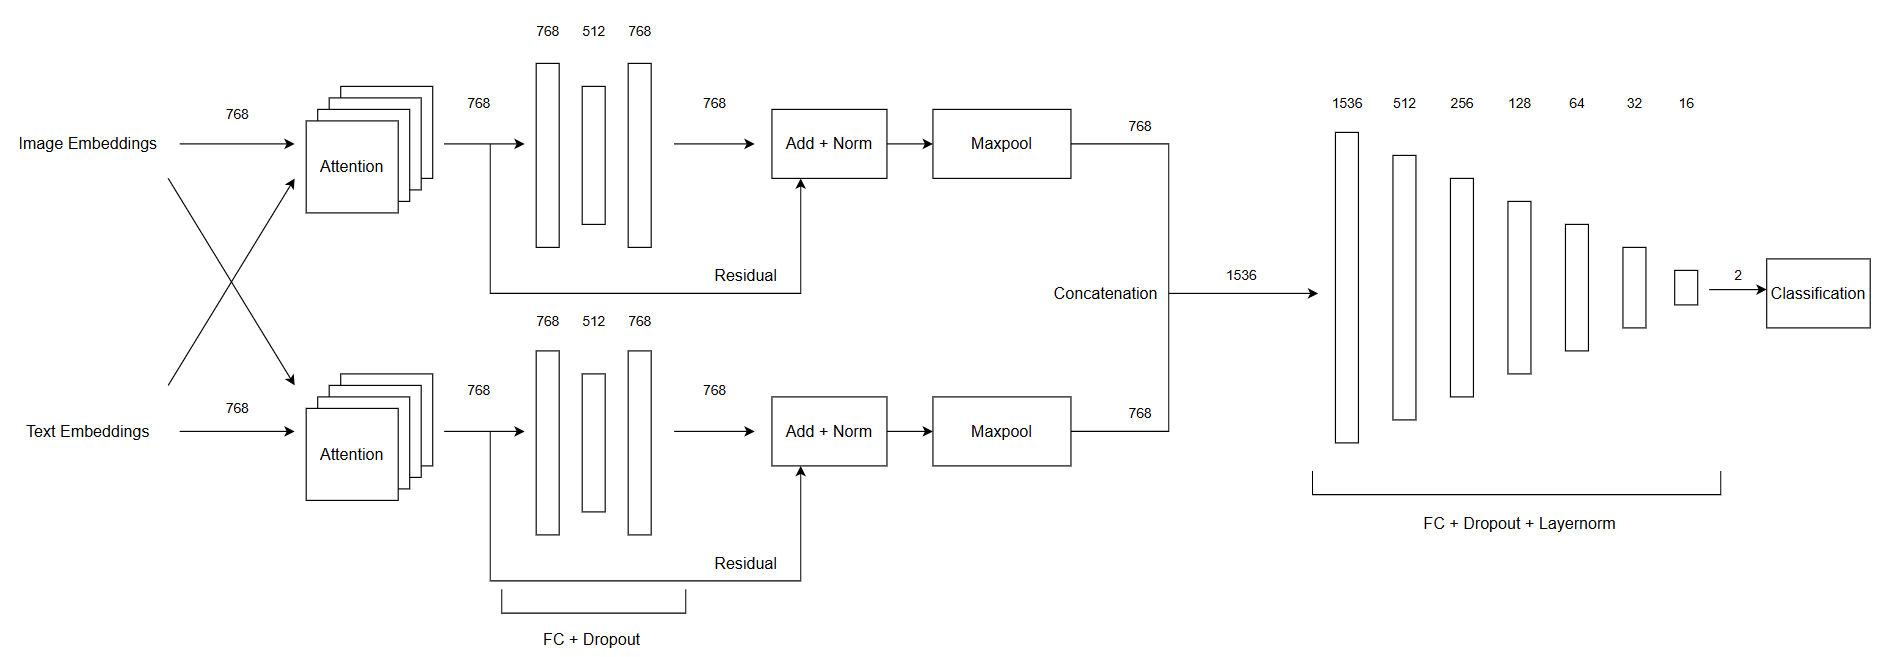 768 512 768
768 768 768
1536 512 256 128 64 32 16
768
Image Embeddings
Attention
Add + Norm
Maxpool
Residual
Concatenation
1536
2
Classification
768 512 768
768 768 768 768
Text Embeddings
Attention
Add + Norm
Maxpool
Residual
FC + Dropout
FC + Dropout + Layernorm